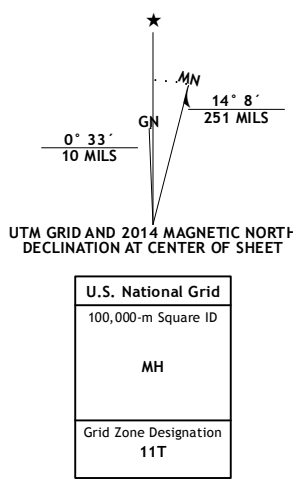 MN
GN
14° 8´
251 MILS
0° 33´
10 MILS
UTM GRID AND 2014 MAGNETIC NORTH
DECLINATION AT CENTER OF SHEET
U.S. National Grid
100,000-m Square ID
MH
Grid Zone Designation
11T